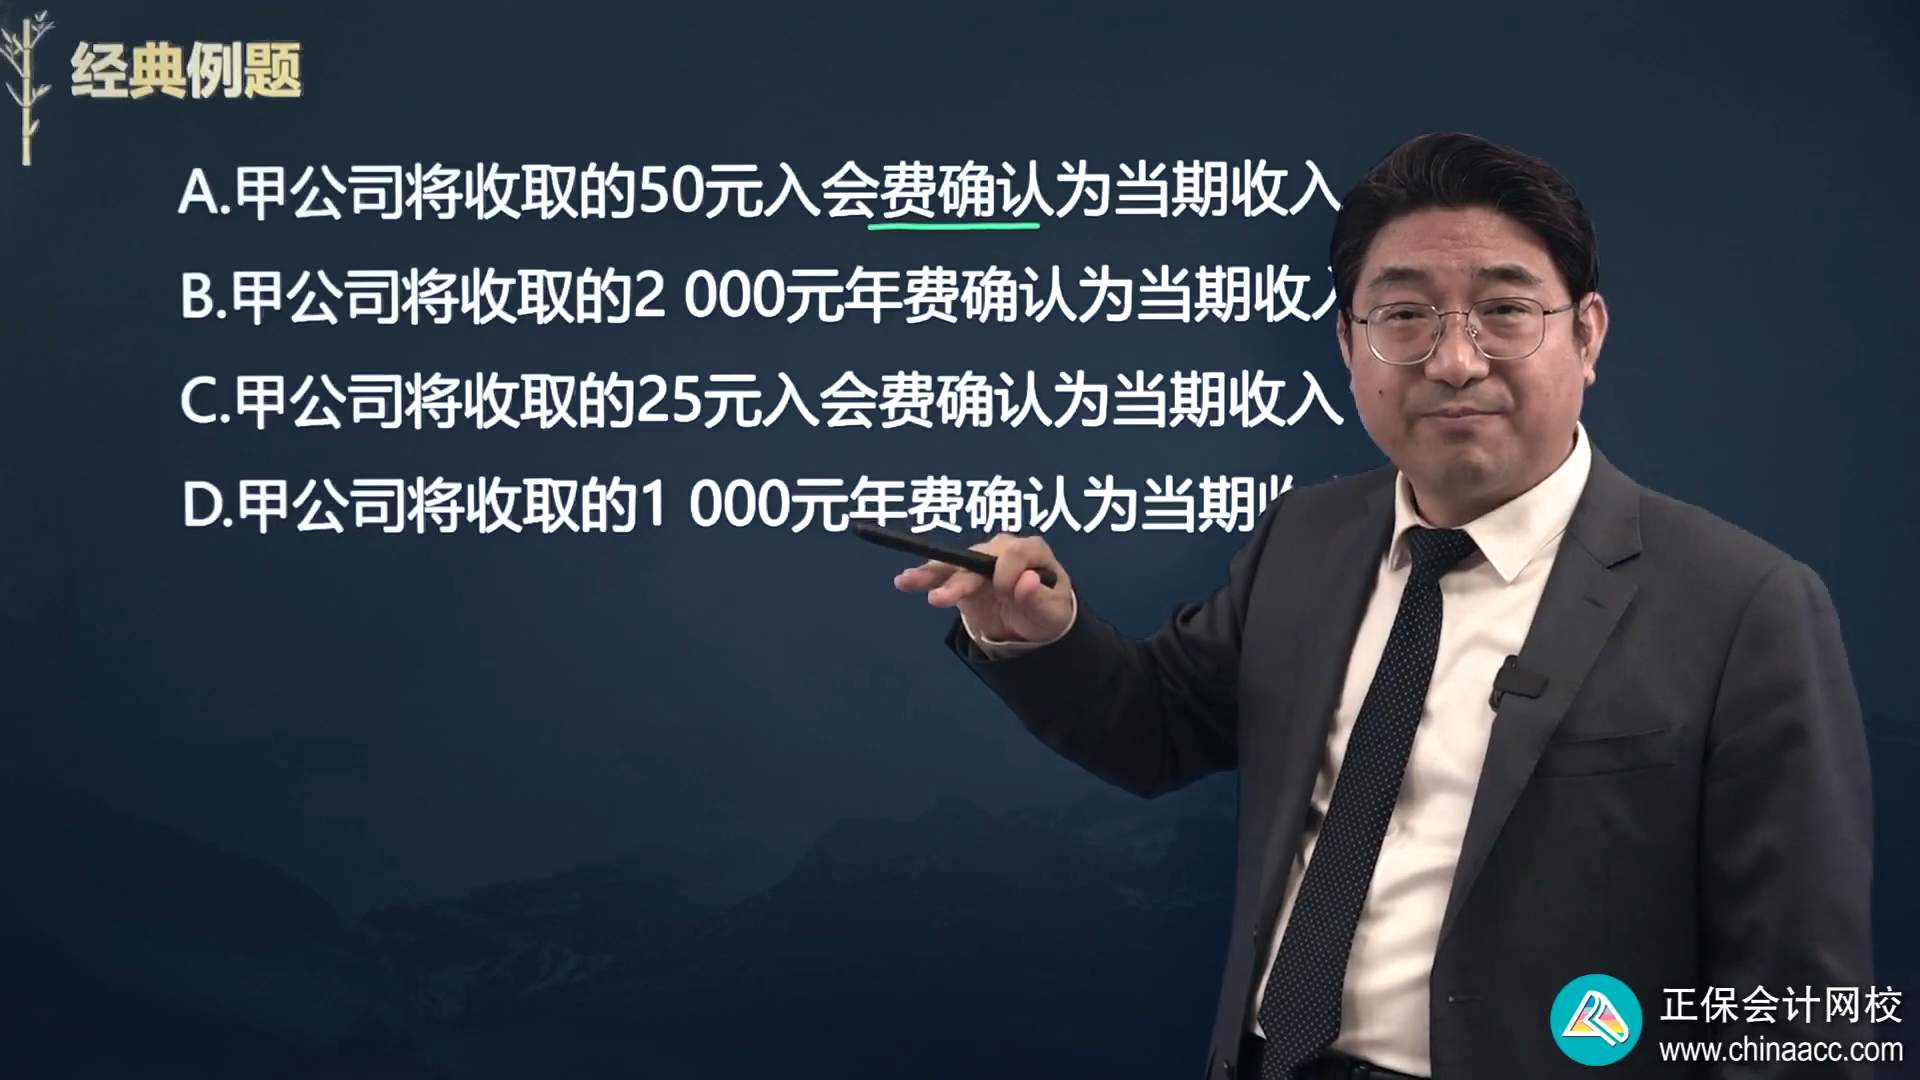 经典例题
A.甲公司将收取的50元入会费确认为当期收入
B.甲公司将收取的2 000元年费确认为当期收入
C.甲公司将收取的25元入会费确认为当期收入
D.甲公司将收取的1 000元年费确认为当期收
正保会计网校
www.chinaacc.com